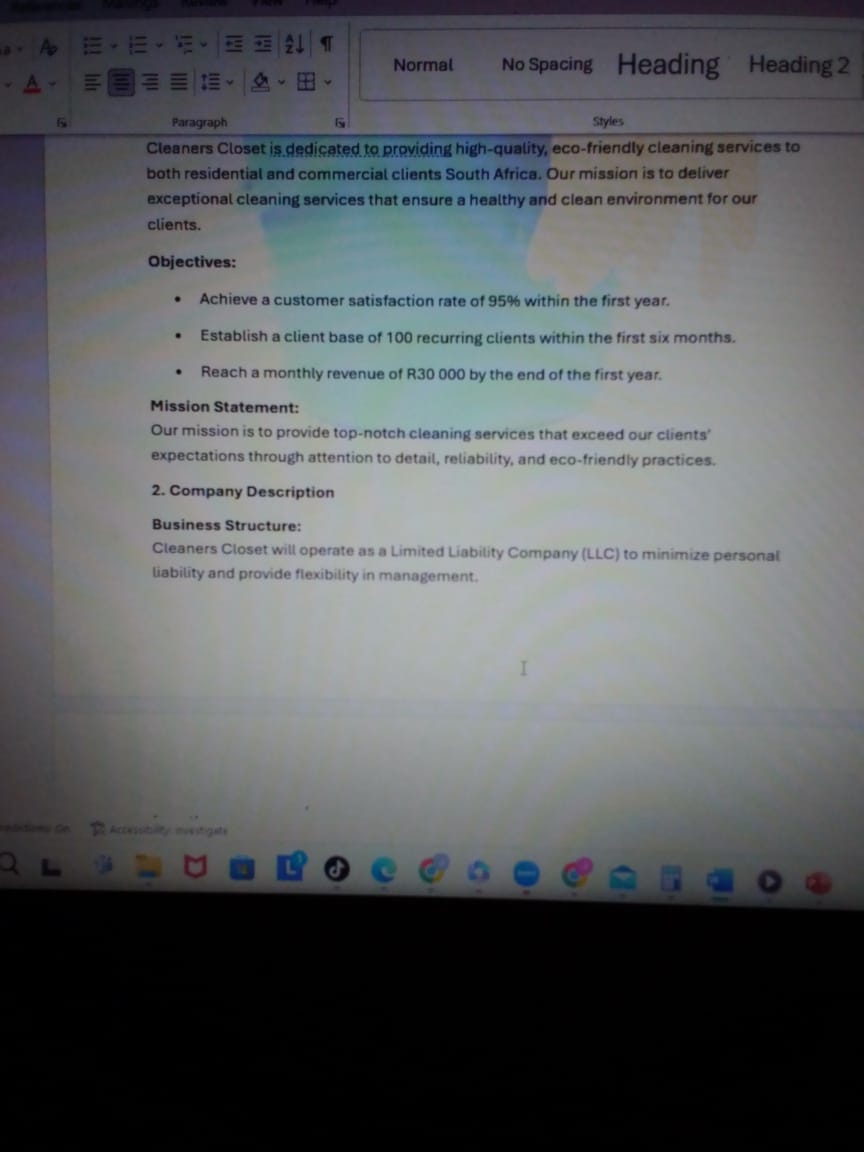 References Mailings Review View Help
Normal No Spacing Heading Heading 2
Paragraph Styles
Cleaners Closet is dedicated to providing high-quality, eco-friendly cleaning services to
both residential and commercial clients South Africa. Our mission is to deliver
exceptional cleaning services that ensure a healthy and clean environment for our
clients.
Objectives:
• Achieve a customer satisfaction rate of 95% within the first year.
• Establish a client base of 100 recurring clients within the first six months.
• Reach a monthly revenue of R30 000 by the end of the first year.
Mission Statement:
Our mission is to provide top-notch cleaning services that exceed our clients'
expectations through attention to detail, reliability, and eco-friendly practices.
2. Company Description
Business Structure:
Cleaners Closet will operate as a Limited Liability Company (LLC) to minimize personal
liability and provide flexibility in management.
Accessibility: Investigate